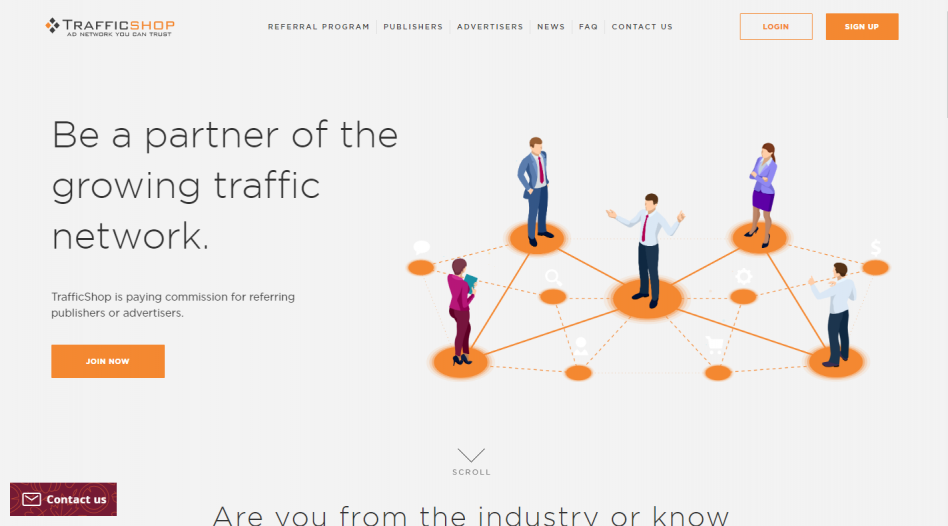 TRAFFICSHOP
AD NETWORK YOU CAN TRUST
REFERRAL PROGRAM
PUBLISHERS
ADVERTISERS
NEWS
FAQ
CONTACT US
LOGIN
SIGN UP
Be a partner of the
growing traffic
network.
TrafficShop is paying commission for referring
publishers or advertisers.
JOIN NOW
$
SCROLL
Contact us
Are you from the industry or know